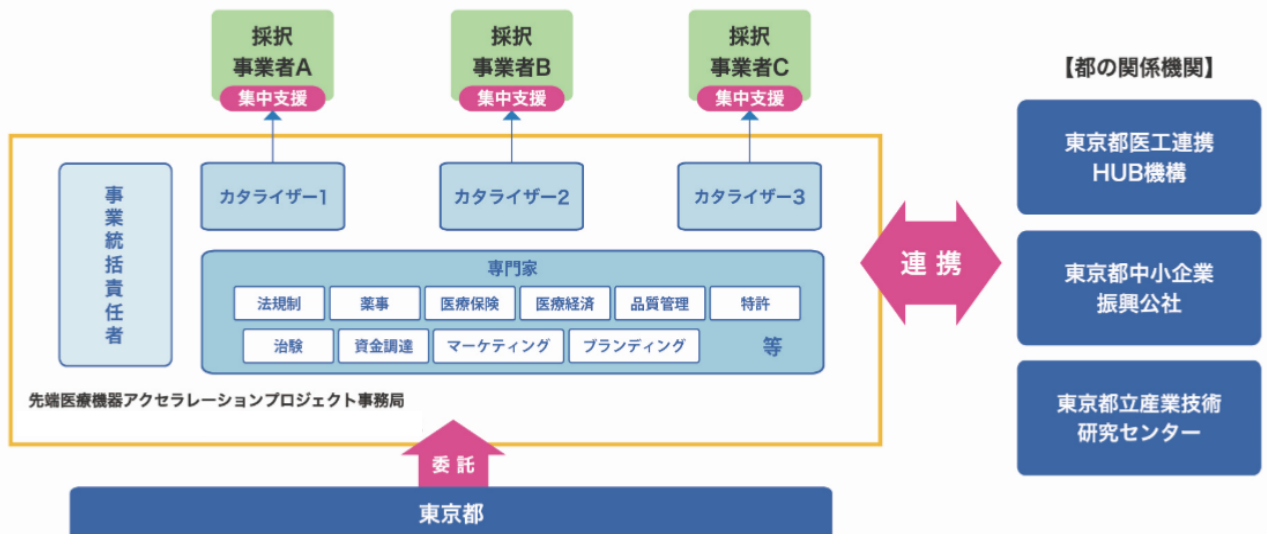 採択
事業者A
集中支援
採択
事業者B
集中支援
採択
事業者C
集中支援
【都の関係機関】
東京都医工連携
HUB機構
東京都中小企業
振興公社
東京都立産業技術
研究センター
事業統括責任者
カタライザー1
カタライザー2
カタライザー3
連携
専門家
法規制
薬事
医療保険
医療経済
品質管理
特許
治験
資金調達
マーケティング
ブランディング
等
先端医療機器アクセラレーションプロジェクト事務局
委託
東京都